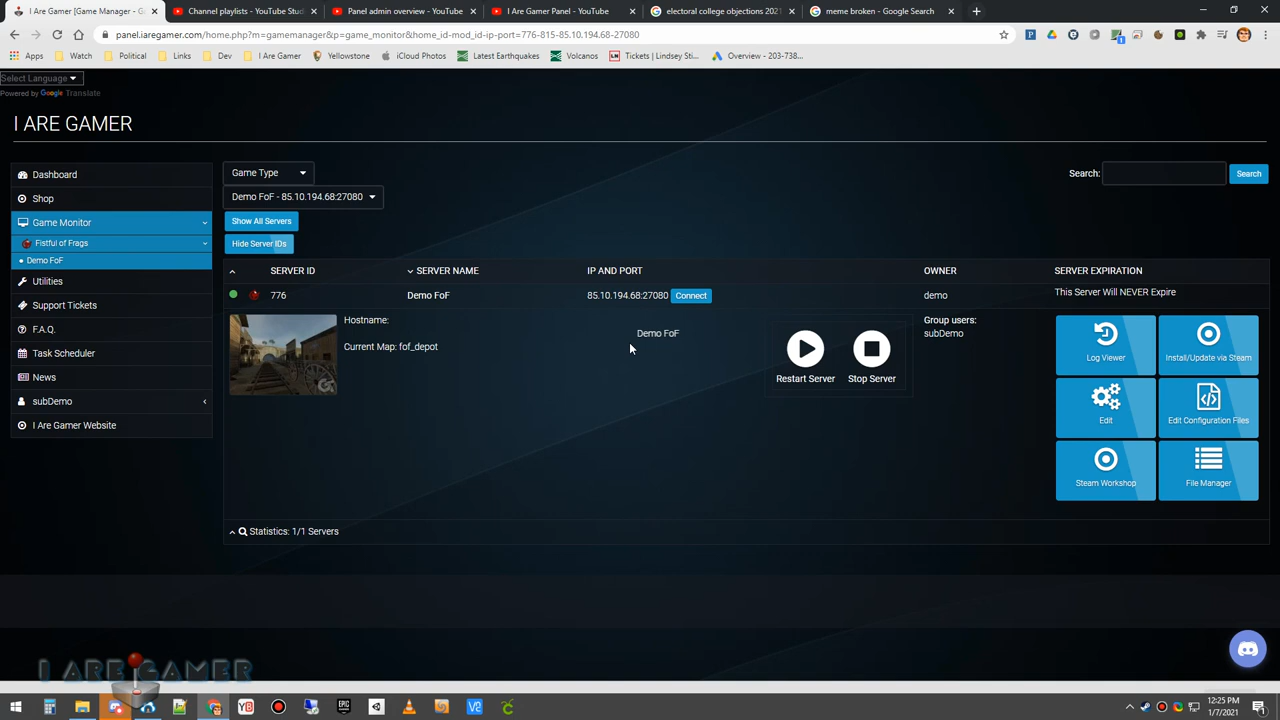 I Are Gamer [Game Manager - G
Channel playlists - YouTube Stud
Panel admin overview - YouTube
I Are Gamer Panel - YouTube
electoral college objections 2021
meme broken - Google Search
panel.iaregamer.com/home.php?m=gamemanager&p=game_monitor&home_id-mod_id-ip-port=776-815-85.10.194.68-27080
Apps
Watch
Political
Links
Dev
I Are Gamer
Yellowstone
iCloud Photos
Latest Earthquakes
Volcanos
Tickets | Lindsey Sti...
Overview - 203-738...
Select Language
Powered by Google Translate
I ARE GAMER
Dashboard
Shop
Game Monitor
Fistful of Frags
Demo FoF
Utilities
Support Tickets
F.A.Q.
Task Scheduler
News
subDemo
I Are Gamer Website
Game Type
Demo FoF - 85.10.194.68:27080
Show All Servers
Hide Server IDs
Search:
Search
SERVER ID
SERVER NAME
IP AND PORT
OWNER
SERVER EXPIRATION
776
Demo FoF
85.10.194.68:27080
Connect
demo
This Server Will NEVER Expire
Hostname:
Demo FoF
Current Map: fof_depot
Restart Server
Stop Server
Group users:
subDemo
Log Viewer
Install/Update via Steam
Edit
Edit Configuration Files
Steam Workshop
File Manager
Statistics: 1/1 Servers
I ARE GAMER
12:25 PM
1/7/2021